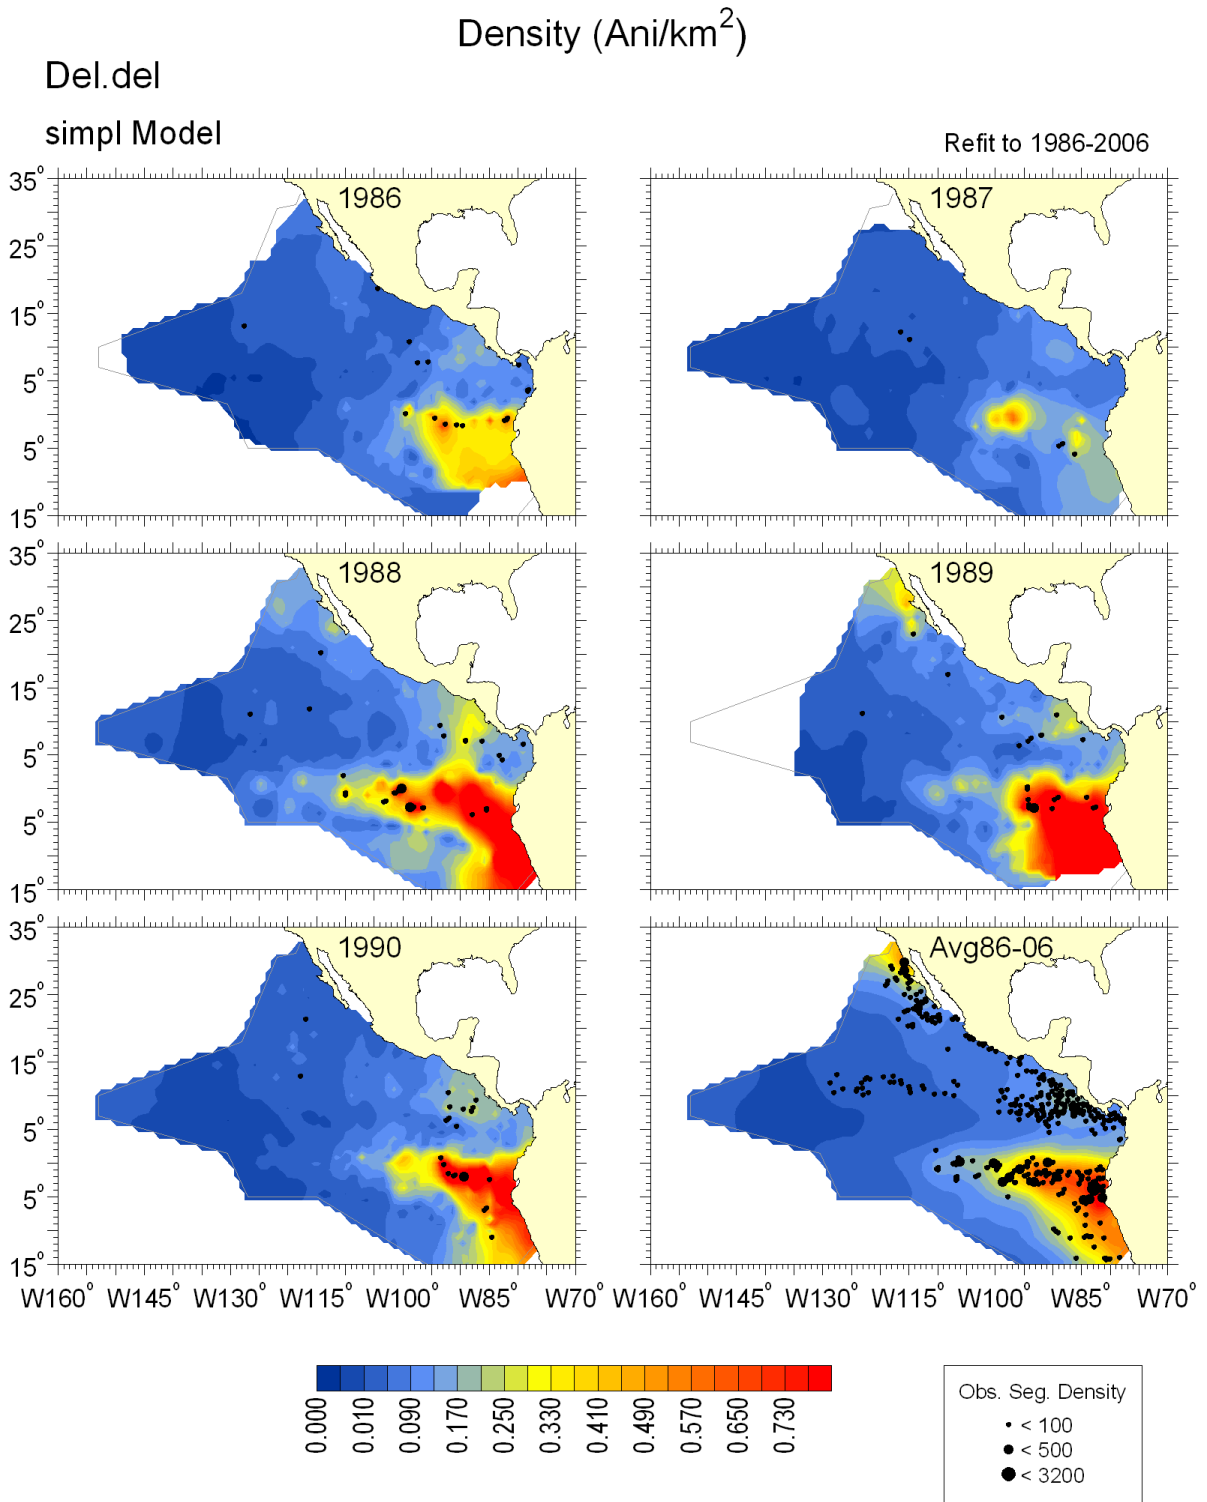 Density (Ani/km²)
Del.del
simpl Model
Refit to 1986-2006
35° 1986 1987
25°
15°
5°
5°
15°
35° 1988 1989
25°
15°
5°
5°
15°
35° 1990 Avg86-06
25°
15°
5°
5°
15°
W160° W145° W130° W115° W100° W85° W70° W160° W145° W130° W115° W100° W85° W70°
0.000 0.010 0.090 0.170 0.250 0.330 0.410 0.490 0.570 0.650 0.730
Obs. Seg. Density
< 100
< 500
< 3200